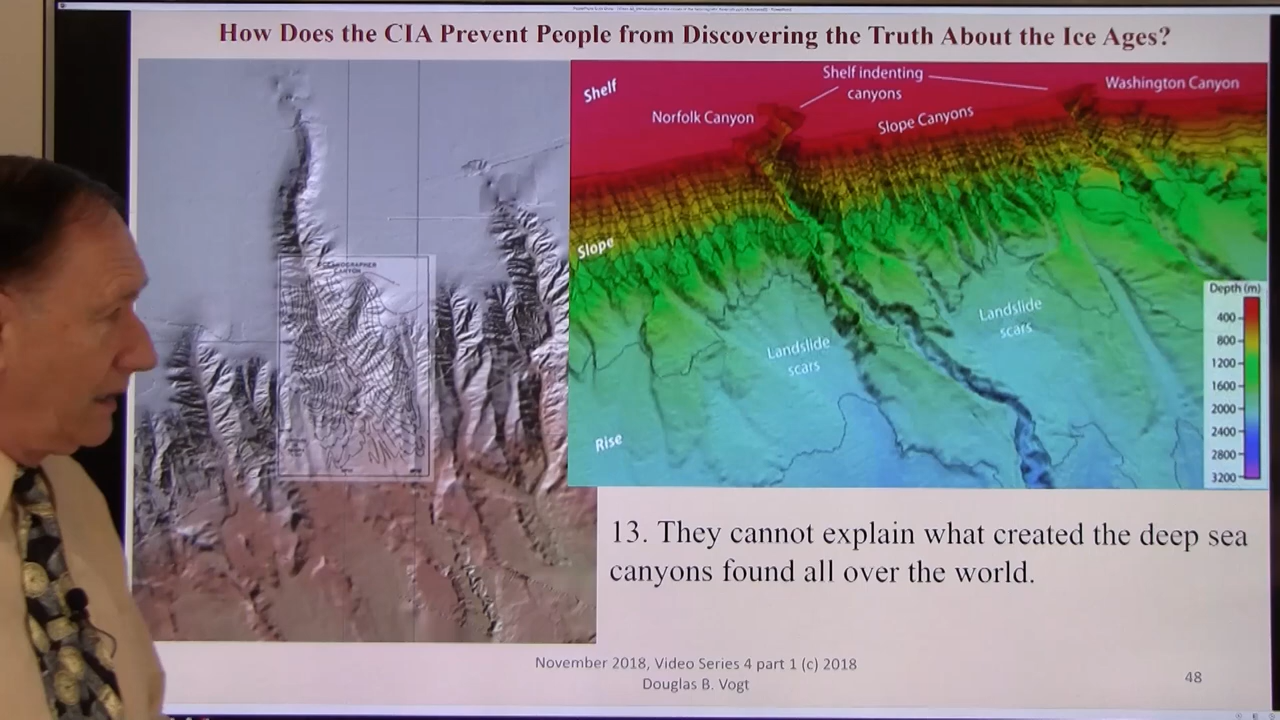 How Does the CIA Prevent People from Discovering the Truth About the Ice Ages?
OCEANOGRAPHER
CANYON
Shelf
Shelf indenting
canyons
Washington Canyon
Norfolk Canyon
Slope Canyons
Slope
Landslide
scars
Landslide
scars
Rise
Depth (m)
400
800
1200
1600
2000
2400
2800
3200
13. They cannot explain what created the deep sea
canyons found all over the world.
November 2018, Video Series 4 part 1 (c) 2018
Douglas B. Vogt
48